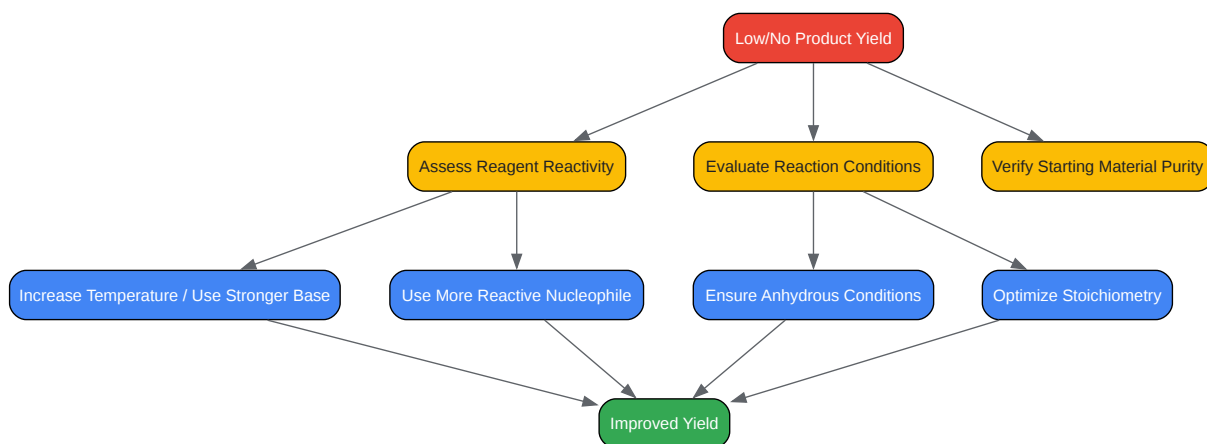 Low/No Product Yield
Assess Reagent Reactivity
Evaluate Reaction Conditions
Verify Starting Material Purity
Increase Temperature / Use Stronger Base
Use More Reactive Nucleophile
Ensure Anhydrous Conditions
Optimize Stoichiometry
Improved Yield